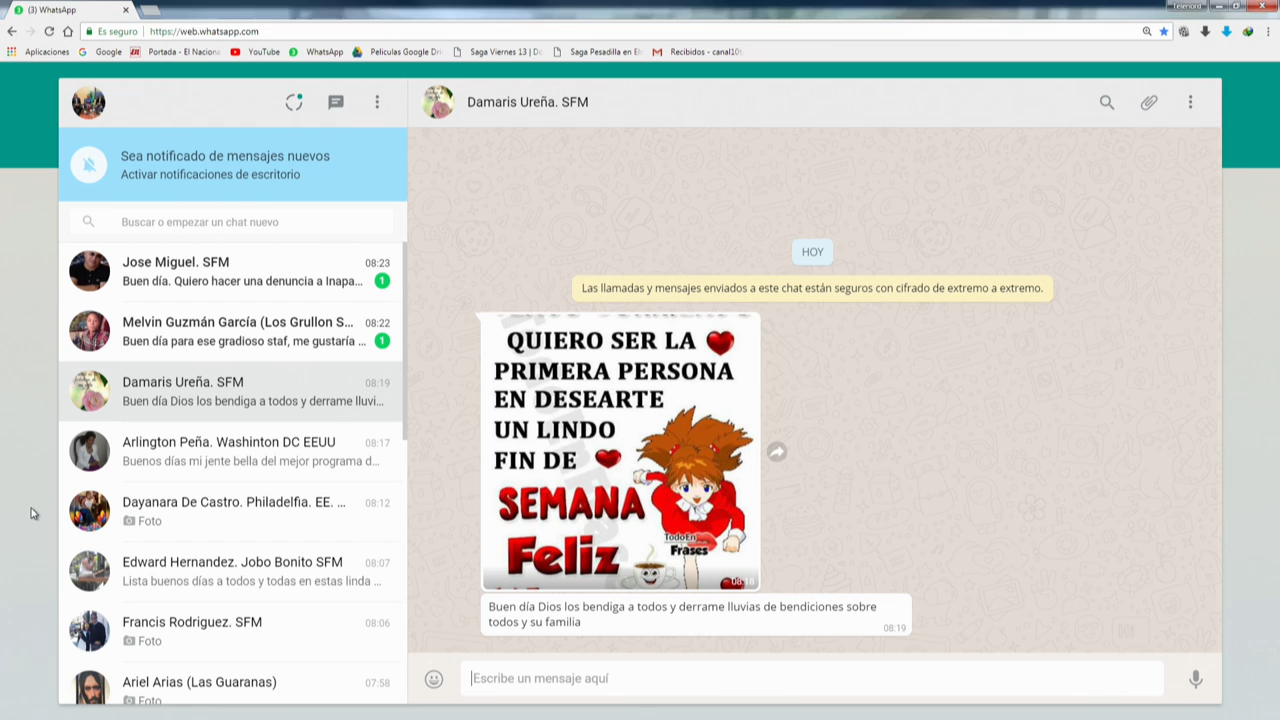 (3) WhatsApp
Telenord
Es seguro
https://web.whatsapp.com
Aplicaciones
Google
Portada - El Naciona
YouTube
WhatsApp
Peliculas Google Dri
Saga Viernes 13 | Do
Saga Pesadilla en El
Recibidos - canal10
Damaris Ureña. SFM
Sea notificado de mensajes nuevos
Activar notificaciones de escritorio
Buscar o empezar un chat nuevo
Jose Miguel. SFM 08:23
Buen día. Quiero hacer una denuncia a Inapa... 1
Melvin Guzmán García (Los Grullon S... 08:22
Buen día para ese gradioso staf, me gustaría ... 1
Damaris Ureña. SFM 08:19
Buen día Dios los bendiga a todos y derrame lluvi...
Arlington Peña. Washinton DC EEUU 08:17
Buenos días mi jente bella del mejor programa d...
Dayanara De Castro. Philadelfia. EE. ... 08:12
Foto
Edward Hernandez. Jobo Bonito SFM 08:07
Lista buenos días a todos y todas en estas linda ...
Francis Rodriguez. SFM 08:06
Foto
Ariel Arias (Las Guaranas) 07:58
Foto
HOY
Las llamadas y mensajes enviados a este chat están seguros con cifrado de extremo a extremo.
QUIERO SER LA
PRIMERA PERSONA
EN DESEARTE
UN LINDO
FIN DE
SEMANA
Feliz
TodoEn
Frases
08:18
Buen día Dios los bendiga a todos y derrame lluvias de bendiciones sobre
todos y su familia
08:19
Escribe un mensaje aquí